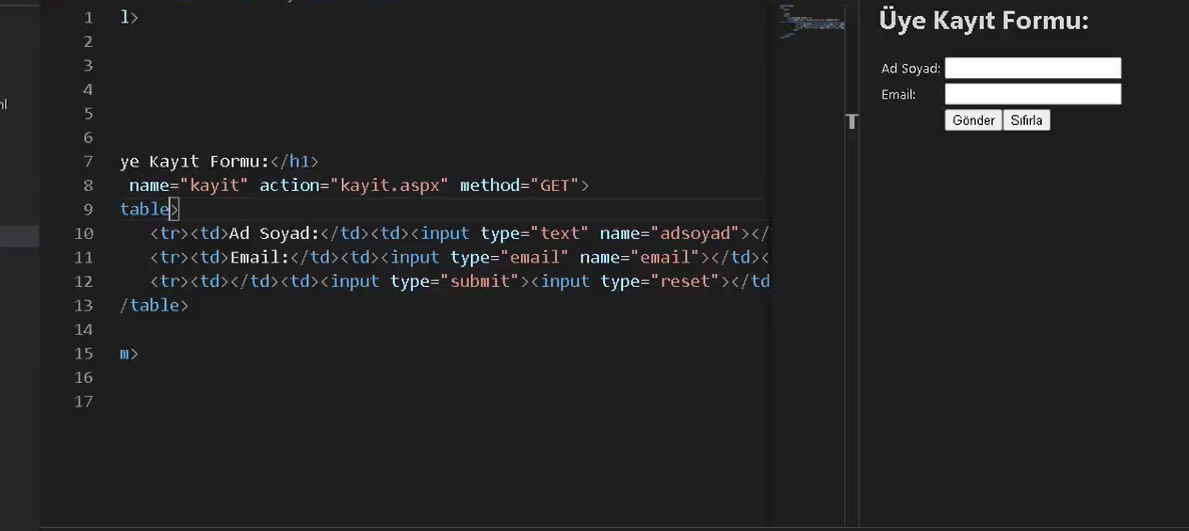 1 l>
2
3
4
5
6
7 ye Kayıt Formu:</h1>
8 name="kayit" action="kayit.aspx" method="GET">
9 table>
10 <tr><td>Ad Soyad:</td><td><input type="text" name="adsoyad"></
11 <tr><td>Email:</td><td><input type="email" name="email"></td><
12 <tr><td></td><td><input type="submit"><input type="reset"></td
13 /table>
14
15 m>
16
17
Üye Kayıt Formu:
Ad Soyad:
Email:
Gönder Sıfırla